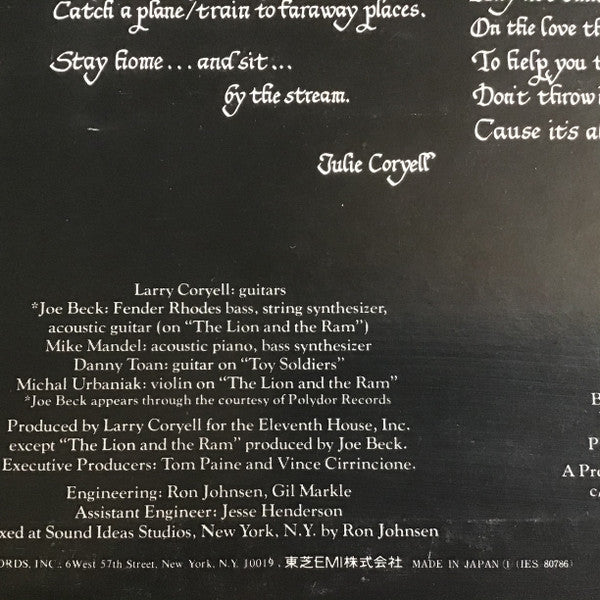 Catch a plane/train to faraway places.
Stay home... and sit...
by the stream.
Julie Coryell
On the love th
To help you t
Don't throw
Cause it's a
Larry Coryell: guitars
*Joe Beck: Fender Rhodes bass, string synthesizer,
acoustic guitar (on “The Lion and the Ram”)
Mike Mandel: acoustic piano, bass synthesizer
Danny Toan: guitar on “Toy Soldiers”
Michal Urbaniak: violin on “The Lion and the Ram”
*Joe Beck appears through the courtesy of Polydor Records
Produced by Larry Coryell for the Eleventh House, Inc.
except “The Lion and the Ram” produced by Joe Beck.
Executive Producers: Tom Paine and Vince Cirrincione.
Engineering: Ron Johnsen, Gil Markle
Assistant Engineer: Jesse Henderson
xed at Sound Ideas Studios, New York, N.Y. by Ron Johnsen
B
P
A Pro
c/
ORDS, INC., 6West 57th Street, New York, N.Y. 10019. 東芝EMI株式会社 MADE IN JAPAN (IES 80786)